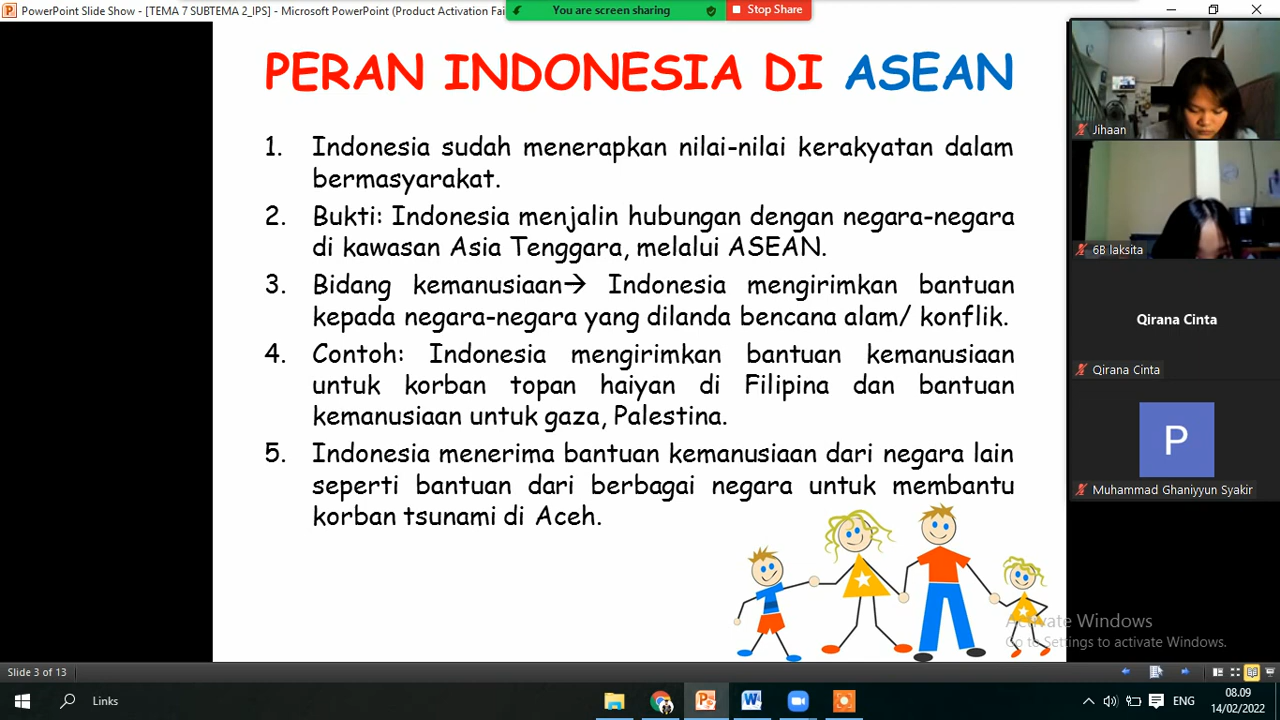 PowerPoint Slide Show - [TEMA 7 SUBTEMA 2_IPS] - Microsoft PowerPoint (Product Activation Fai
You are screen sharing
Stop Share
PERAN INDONESIA DI ASEAN
1. Indonesia sudah menerapkan nilai-nilai kerakyatan dalam
bermasyarakat.
2. Bukti: Indonesia menjalin hubungan dengan negara-negara
di kawasan Asia Tenggara, melalui ASEAN.
3. Bidang kemanusiaan→ Indonesia mengirimkan bantuan
kepada negara-negara yang dilanda bencana alam/ konflik.
4. Contoh: Indonesia mengirimkan bantuan kemanusiaan
untuk korban topan haiyan di Filipina dan bantuan
kemanusiaan untuk gaza, Palestina.
5. Indonesia menerima bantuan kemanusiaan dari negara lain
seperti bantuan dari berbagai negara untuk membantu
korban tsunami di Aceh.
Jihaan
6B laksita
Qirana Cinta
Qirana Cinta
P
Muhammad Ghaniyyun Syakir
Activate Windows
Go to Settings to activate Windows.
Slide 3 of 13
Links
ENG
08.09
14/02/2022